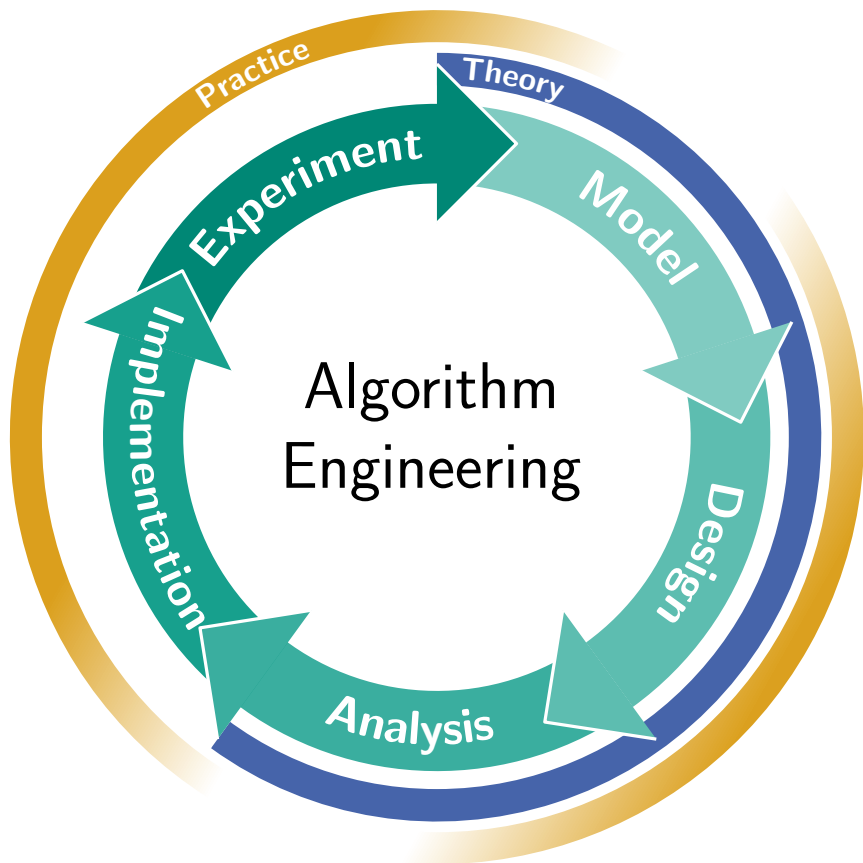 Practice
Theory
Experiment
Model
Implementation
Algorithm
Engineering
Design
Analysis